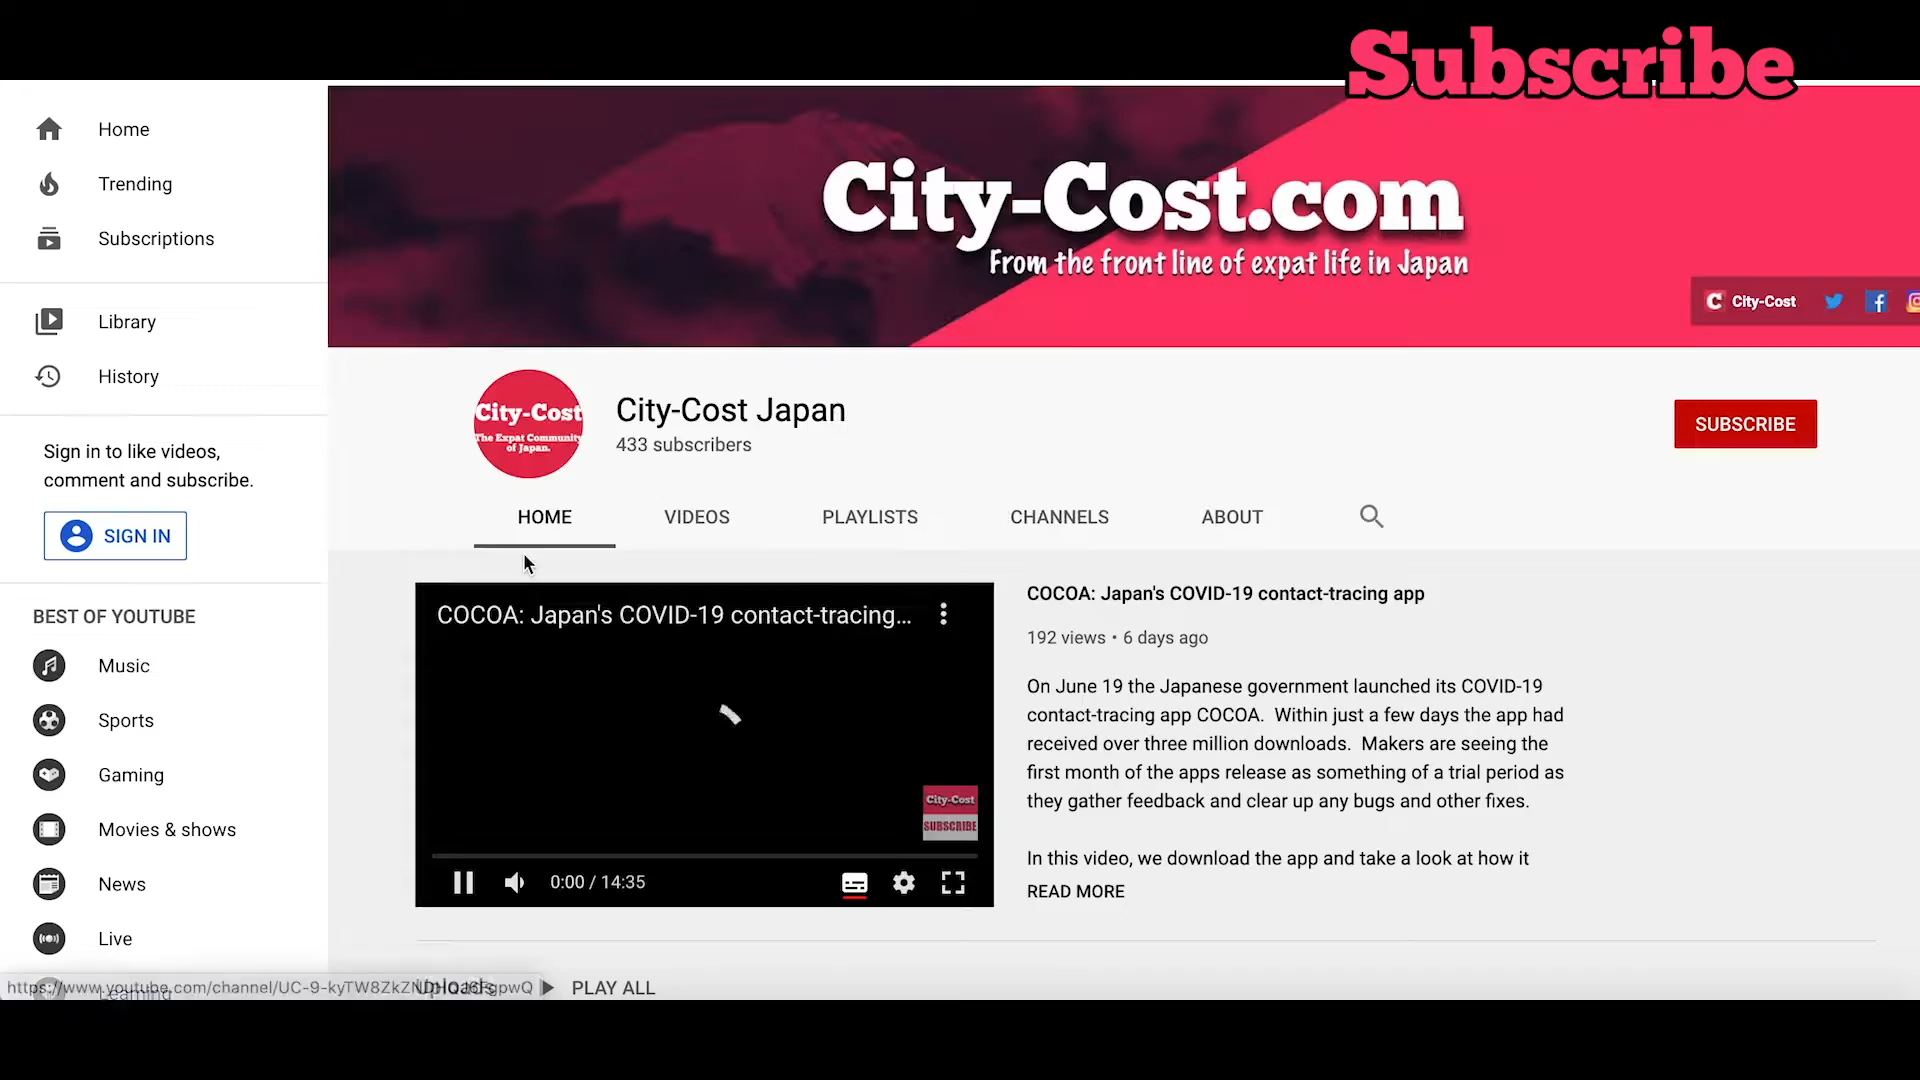 Subscribe
Home
Trending
Subscriptions
Library
History
Sign in to like videos,
comment and subscribe.
SIGN IN
BEST OF YOUTUBE
Music
Sports
Gaming
Movies & shows
News
Live
Learning
City-Cost.com
From the front line of expat life in Japan
C City-Cost
City-Cost
The Expat Community
of Japan.
City-Cost Japan
433 subscribers
SUBSCRIBE
HOME
VIDEOS
PLAYLISTS
CHANNELS
ABOUT
COCOA: Japan's COVID-19 contact-tracing...
City-Cost
SUBSCRIBE
0:00 / 14:35
COCOA: Japan's COVID-19 contact-tracing app
192 views • 6 days ago
On June 19 the Japanese government launched its COVID-19
contact-tracing app COCOA. Within just a few days the app had
received over three million downloads. Makers are seeing the
first month of the apps release as something of a trial period as
they gather feedback and clear up any bugs and other fixes.
In this video, we download the app and take a look at how it
READ MORE
Uploads
PLAY ALL